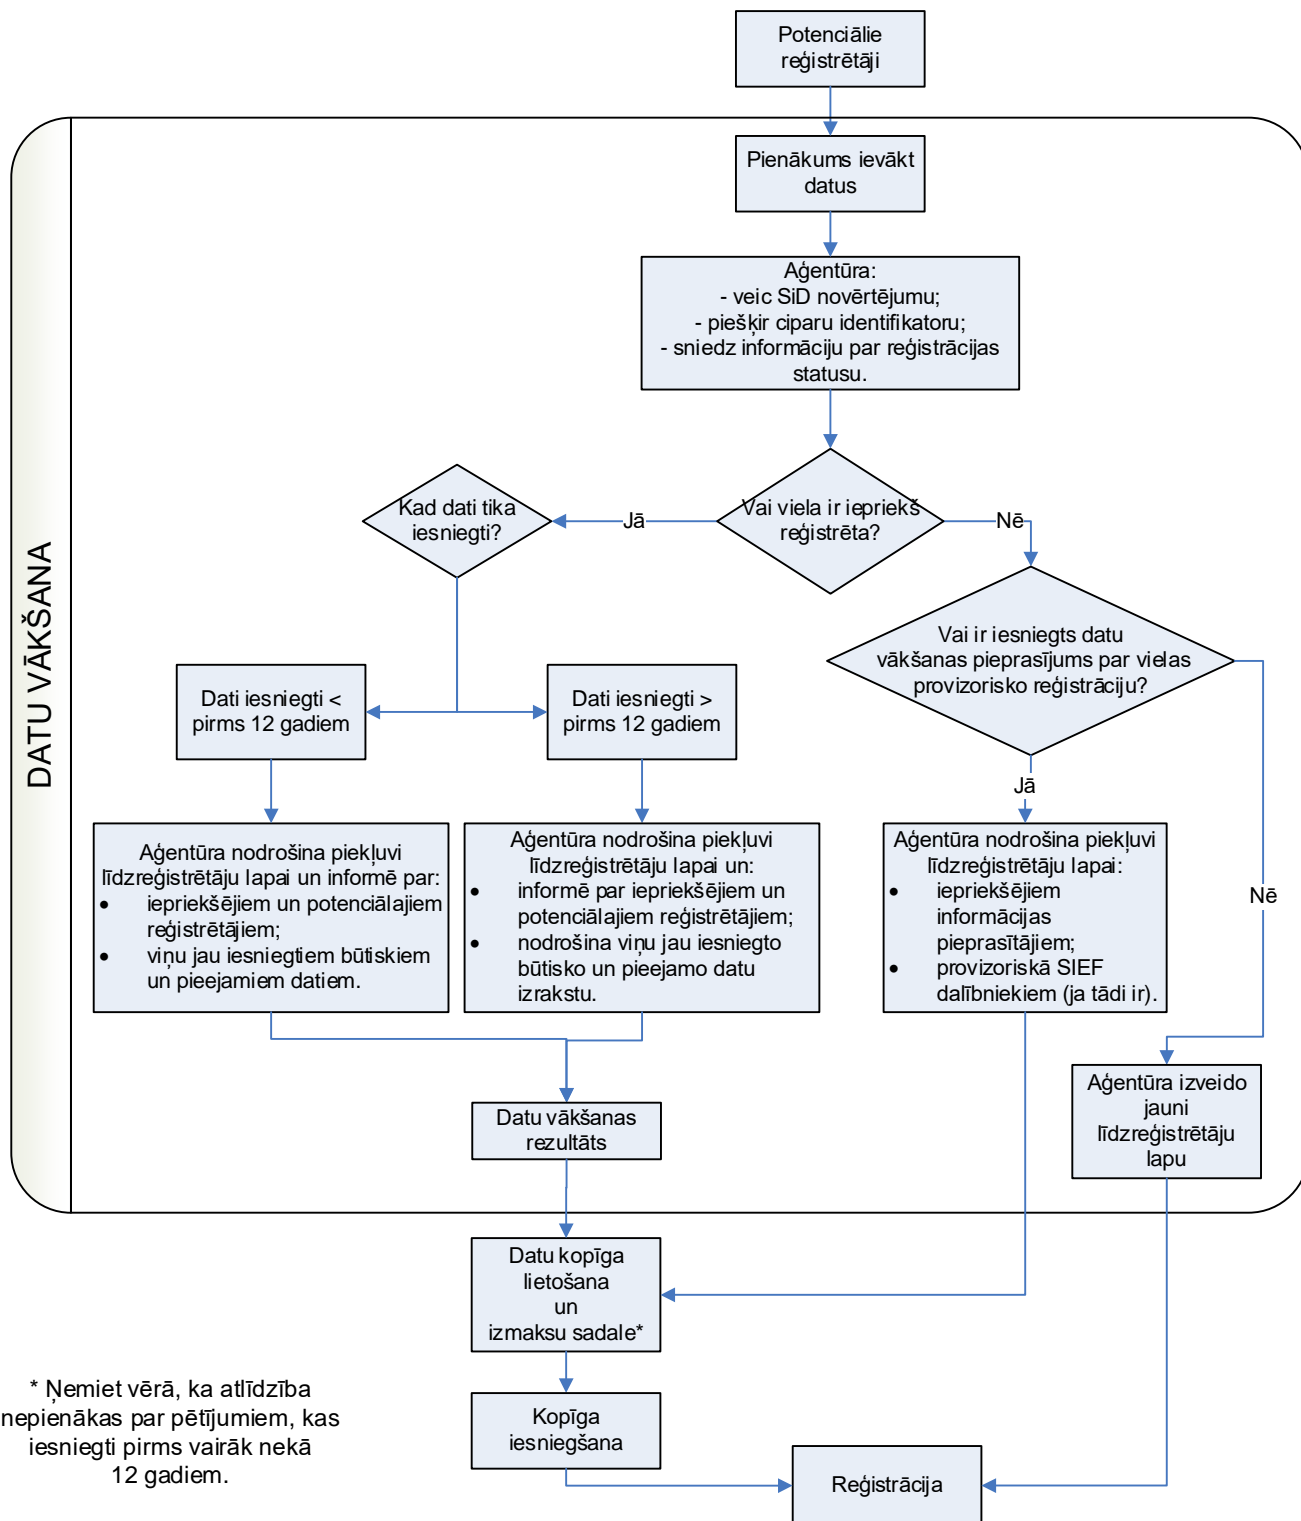 Potenciālie
reģistrētāji
DATU VĀKŠANA
Pienākums ievākt
datus
Aģentūra:
- veic SiD novērtējumu;
- piešķir ciparu identifikatoru;
- sniedz informāciju par reģistrācijas
statusu.
Kad dati tika
iesniegti?
Jā
Vai viela ir iepriekš
reģistrēta?
Nē
Vai ir iesniegts datu
vākšanas pieprasījums par vielas
provizorisko reģistrāciju?
Dati iesniegti <
pirms 12 gadiem
Dati iesniegti >
pirms 12 gadiem
Jā
Nē
Aģentūra nodrošina piekļuvi
līdzreģistrētāju lapai un informē par:
• iepriekšējiem un potenciālajiem
reģistrētājiem;
• viņu jau iesniegtiem būtiskiem
un pieejamiem datiem.
Aģentūra nodrošina piekļuvi
līdzreģistrētāju lapai un:
• informē par iepriekšējiem un
potenciālajiem reģistrētājiem;
• nodrošina viņu jau iesniegto
būtisko un pieejamo datu
izrakstu.
Aģentūra nodrošina piekļuvi
līdzreģistrētāju lapai:
• iepriekšējiem
informācijas
pieprasītājiem;
• provizoriskā SIEF
dalībniekiem (ja tādi ir).
Aģentūra izveido
jauni
līdzreģistrētāju
lapu
Datu vākšanas
rezultāts
Datu kopīga
lietošana
un
izmaksu sadale*
Kopīga
iesniegšana
Reģistrācija
* Ņemiet vērā, ka atlīdzība
nepienākas par pētījumiem, kas
iesniegti pirms vairāk nekā
12 gadiem.